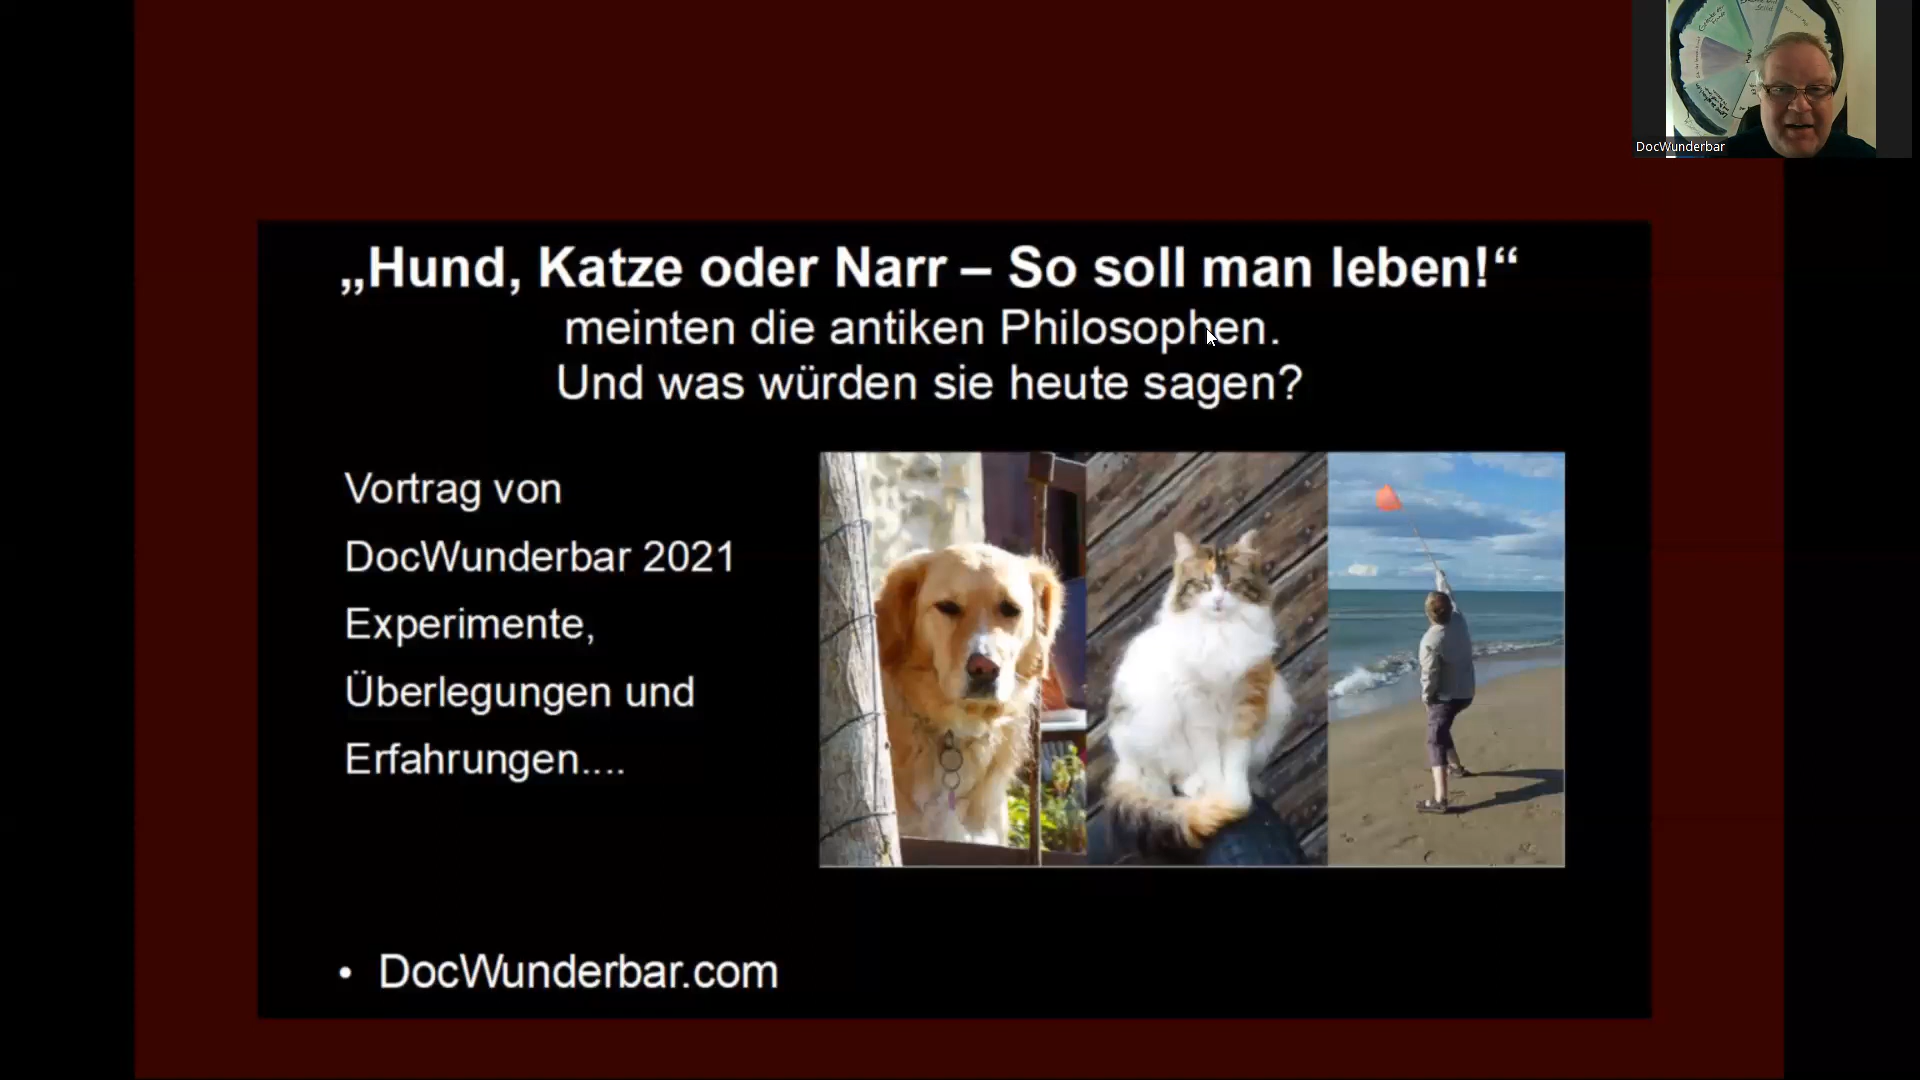 „Hund, Katze oder Narr – So soll man leben!“
meinten die antiken Philosophen.
Und was würden sie heute sagen?
Vortrag von
DocWunderbar 2021
Experimente,
Überlegungen und
Erfahrungen....
• DocWunderbar.com
DocWunderbar